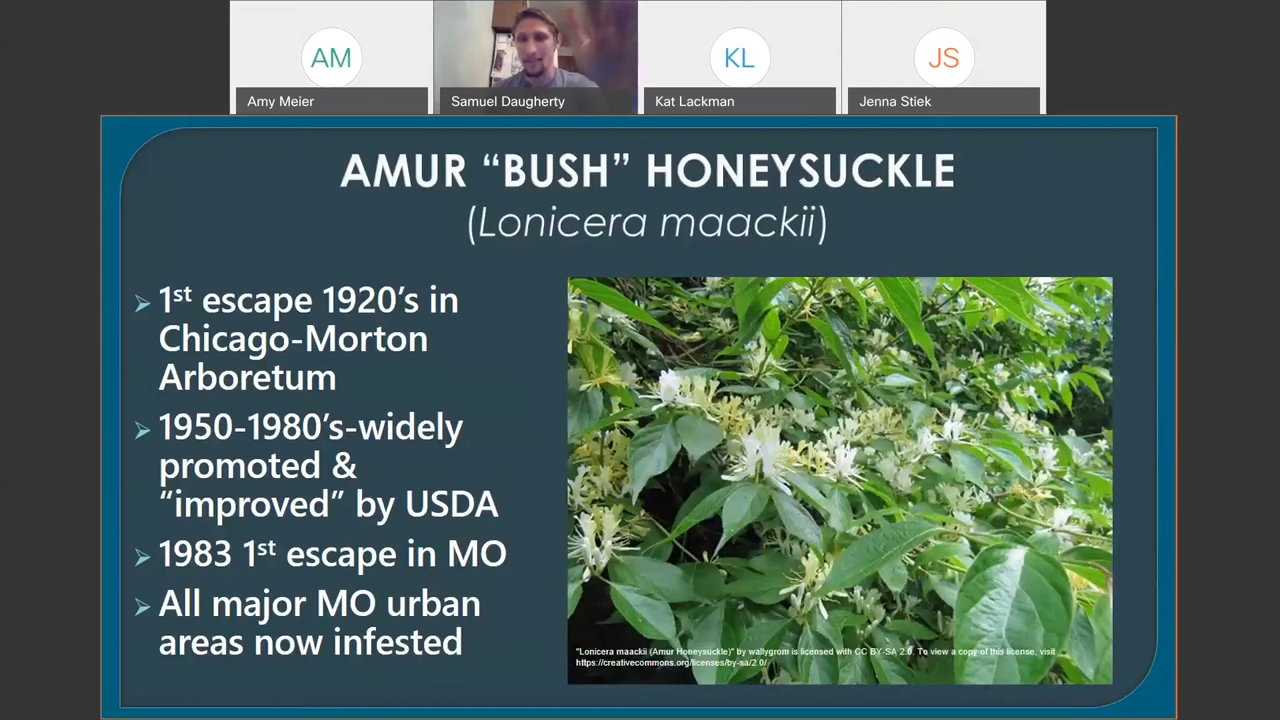 AM
KL
JS
Amy Meier
Samuel Daugherty
Kat Lackman
Jenna Stiek
AMUR “BUSH” HONEYSUCKLE
(Lonicera maackii)
➢ 1st escape 1920’s in
Chicago-Morton
Arboretum
➢ 1950-1980’s-widely
promoted &
“improved” by USDA
➢ 1983 1st escape in MO
➢ All major MO urban
areas now infested
"Lonicera maackii (Amur Honeysuckle)" by wallygrom is licensed with CC BY-SA 2.0. To view a copy of this license, visit
https://creativecommons.org/licenses/by-sa/2.0/